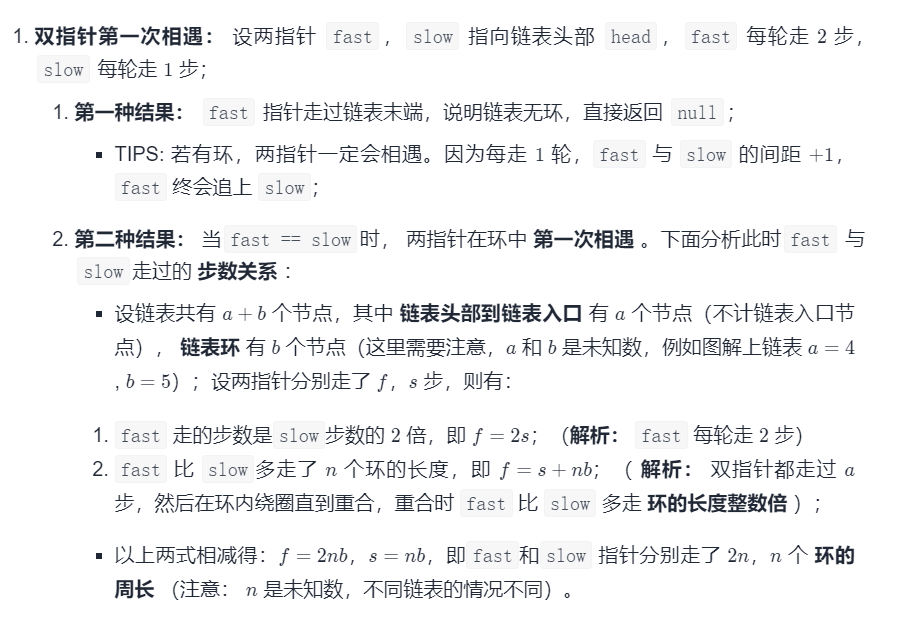 1. 双指针第一次相遇： 设两指针 fast ， slow 指向链表头部 head ， fast 每轮走 2 步，
slow 每轮走 1 步；
1. 第一种结果： fast 指针走过链表末端，说明链表无环，直接返回 null ；
▪ TIPS: 若有环，两指针一定会相遇。因为每走 1 轮， fast 与 slow 的间距 +1，
fast 终会追上 slow ；
2. 第二种结果： 当 fast == slow 时， 两指针在环中 第一次相遇 。下面分析此时 fast 与
slow 走过的 步数关系 ：
▪ 设链表共有 a + b 个节点，其中 链表头部到链表入口 有 a 个节点（不计链表入口节
点）， 链表环 有 b 个节点（这里需要注意，a 和 b 是未知数，例如图解上链表 a = 4
, b = 5）；设两指针分别走了 f，s 步，则有：
1. fast 走的步数是 slow 步数的 2 倍，即 f = 2s；（解析： fast 每轮走 2 步）
2. fast 比 slow 多走了 n 个环的长度，即 f = s + nb；（ 解析： 双指针都走过 a
步，然后在环内绕圈直到重合，重合时 fast 比 slow 多走 环的长度整数倍 ）；
▪ 以上两式相减得：f = 2nb，s = nb，即 fast 和 slow 指针分别走了 2n，n 个 环的
周长 （注意： n 是未知数，不同链表的情况不同）。